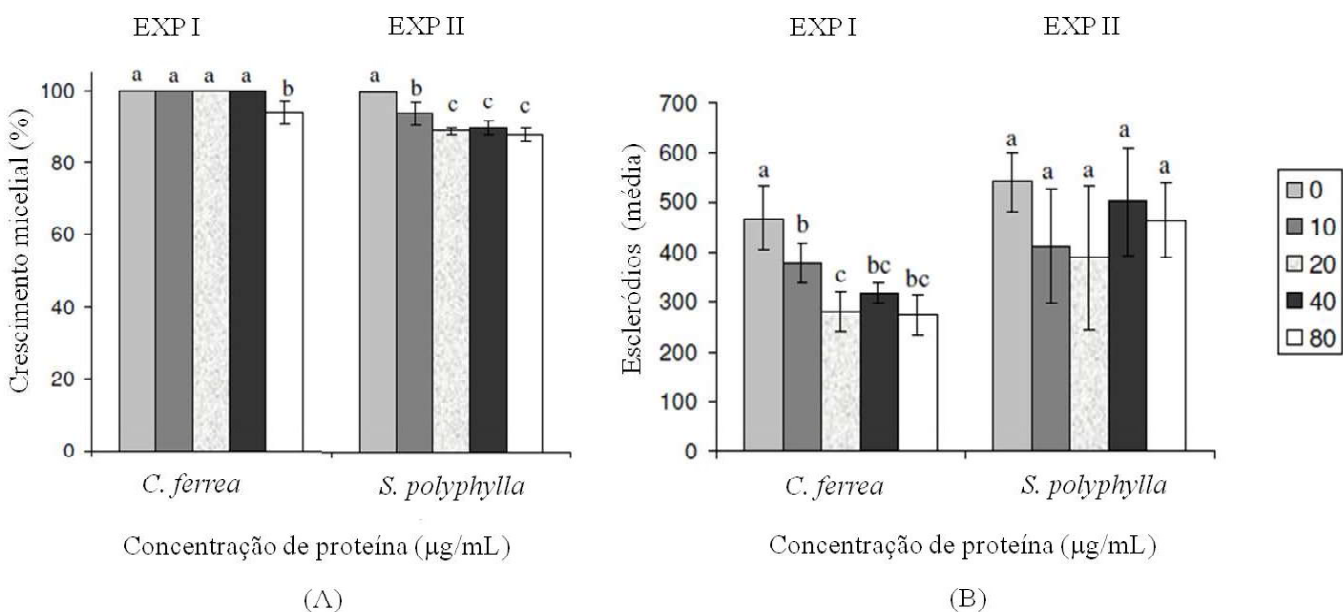 EXP I
EXP II
a a a a b
a b c c c
Crescimento micelial (%)
100
80
60
40
20
0
C. ferrea
S. polyphylla
Concentração de proteína (µg/mL)
(A)
EXP I
EXP II
a b c bc bc
a a a a a
Escleródios (média)
700
600
500
400
300
200
100
0
C. ferrea
S. polyphylla
Concentração de proteína (µg/mL)
(B)
0
10
20
40
80